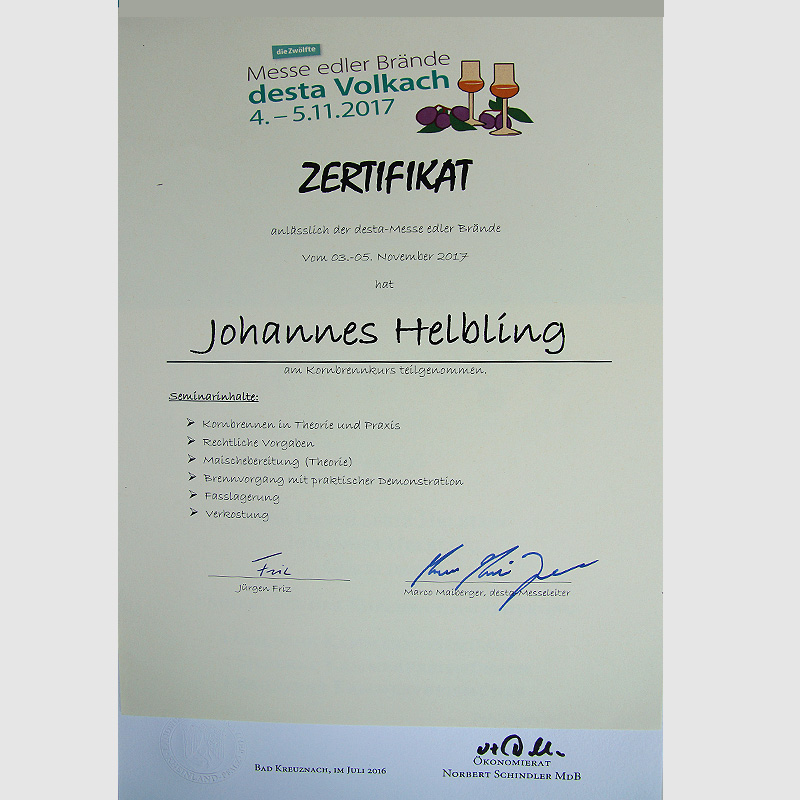 dieZwölfte
Messe edler Brände
desta Volkach
4. – 5.11.2017
ZERTIFIKAT
anlässlich der desta-Messe edler Brände
Vom 03.-05. November 2017
hat
Johannes Helbling
am Kornbrennkurs teilgenommen.
Seminarinhalte:
➢ Kornbrennen in Theorie und Praxis
➢ Rechtliche Vorgaben
➢ Maischebereitung (Theorie)
➢ Brennvorgang mit praktischer Demonstration
➢ Fasslagerung
➢ Verkostung
Friz
Jürgen Friz
Marco Maiberger, desta-Messeleiter
Bad Kreuznach, im Juli 2016
Ökonomierat
Norbert Schindler MdB